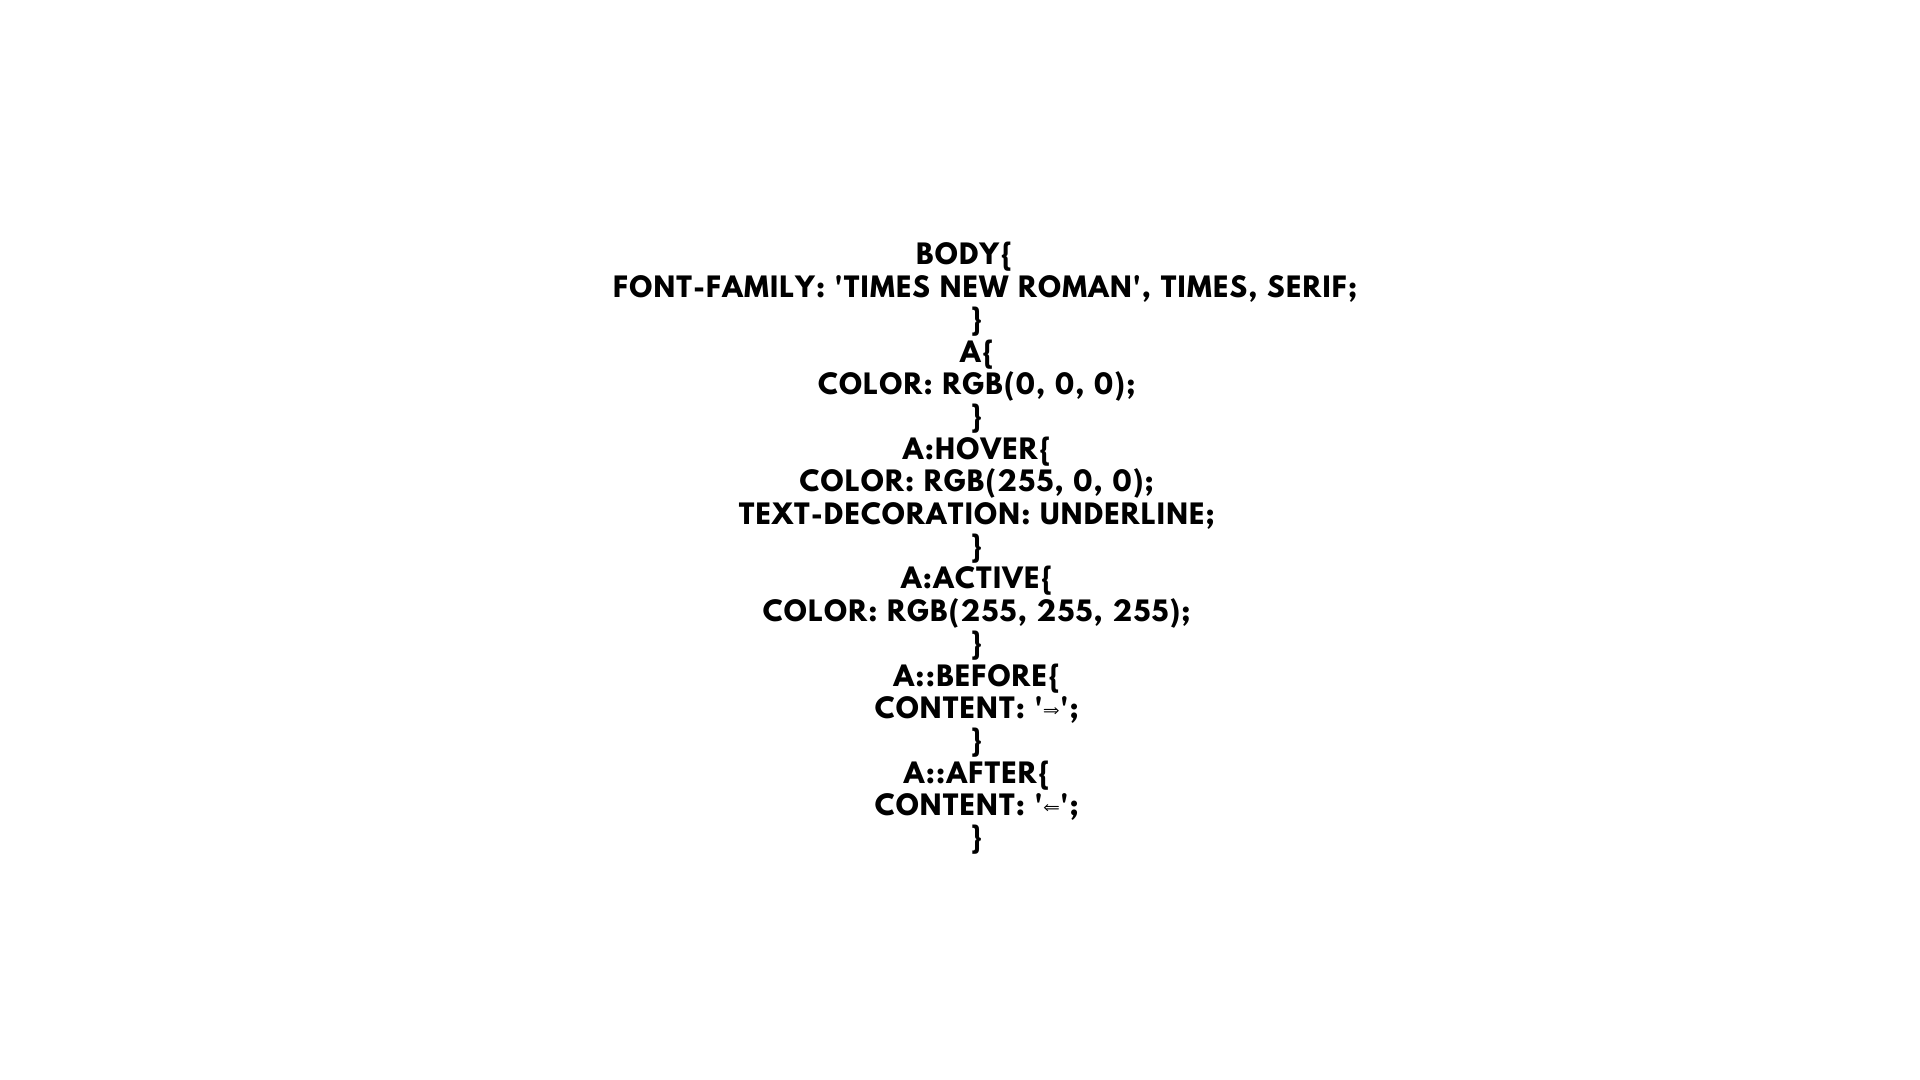 BODY{
FONT-FAMILY: 'TIMES NEW ROMAN', TIMES, SERIF;
}
A{
COLOR: RGB(0, 0, 0);
}
A:HOVER{
COLOR: RGB(255, 0, 0);
TEXT-DECORATION: UNDERLINE;
}
A:ACTIVE{
COLOR: RGB(255, 255, 255);
}
A::BEFORE{
CONTENT: '⇒';
}
A::AFTER{
CONTENT: '⇐';
}